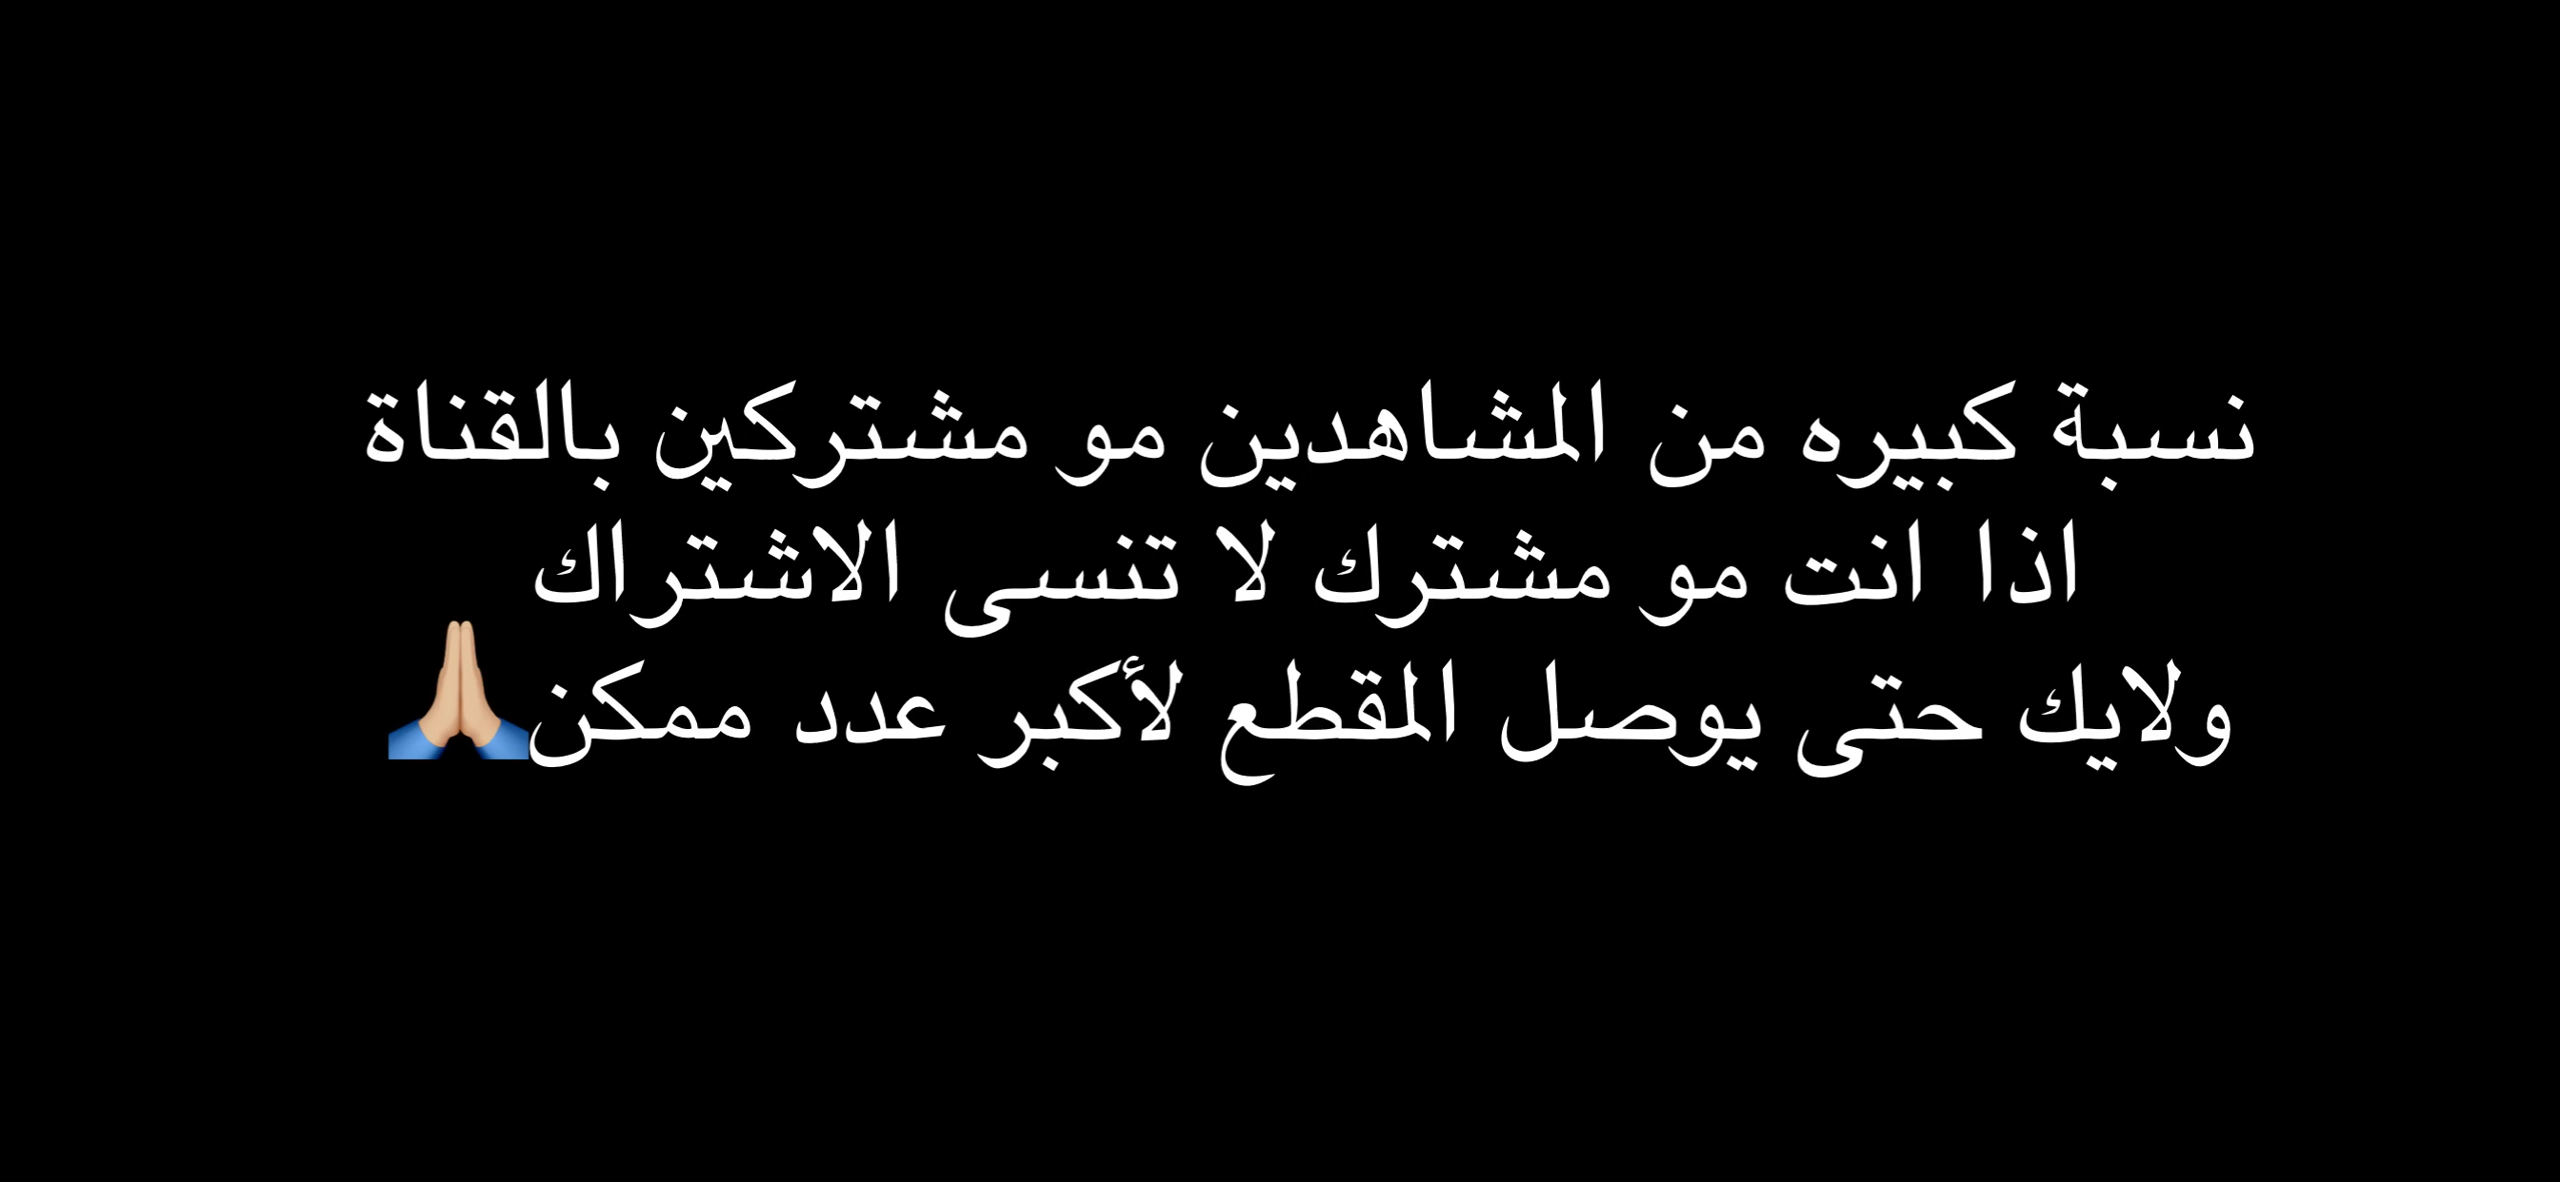 نسبة كبيره من المشاهدين مو مشتركين بالقناة
اذا انت مو مشترك لا تنسى الاشتراك
ولايك حتى يوصل المقطع لأكبر عدد ممكن🙏🏼